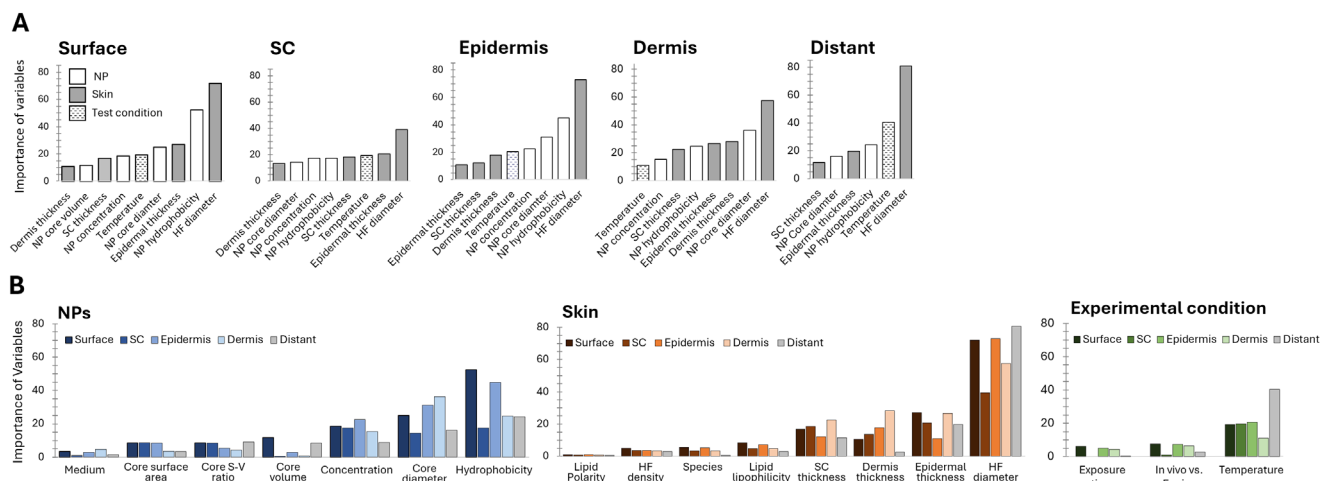 A
Surface
SC
Epidermis
Dermis
Distant
Importance of variables
80
60
40
20
0
NP
Skin
Test condition
Dermis thickness
NP core volume
SC thickness
NP concentration
Temperature
NP core diamter
Epidermal thickness
NP hydrophobicity
HF diameter
80
60
40
20
0
Dermis thickness
NP core diameter
NP concentration
NP hydrophobicity
SC thickness
Temperature
Epidermal thickness
HF diameter
80
60
40
20
0
Epidermal thickness
SC thickness
Dermis thickness
Temperature
NP concentration
NP core diameter
NP hydrophobicity
HF diameter
80
60
40
20
0
Temperature
NP concentration
SC thickness
NP hydrophobicity
Epidermal thickness
Dermis thickness
NP core diameter
HF diameter
80
60
40
20
0
SC thickness
NP Core diamter
Epidermal thickness
NP hydrophobicity
Temperature
HF diameter
B
NPs
Importance of Variables
80
60
40
20
0
Surface SC Epidermis Dermis Distant
Medium
Core surface
area
Core S-V
ratio
Core
volume
Concentration
Core
diameter
Hydrophobicity
Skin
80
60
40
20
0
Surface SC Epidermis Dermis Distant
Lipid
Polarity
HF
density
Species
Lipid
lipophilicity
SC
thickness
Dermis
thickness
Epidermal
thickness
HF
diameter
Experimental condition
80
60
40
20
0
Surface SC Epidermis Dermis Distant
Exposure
In vivo vs.
Temperature